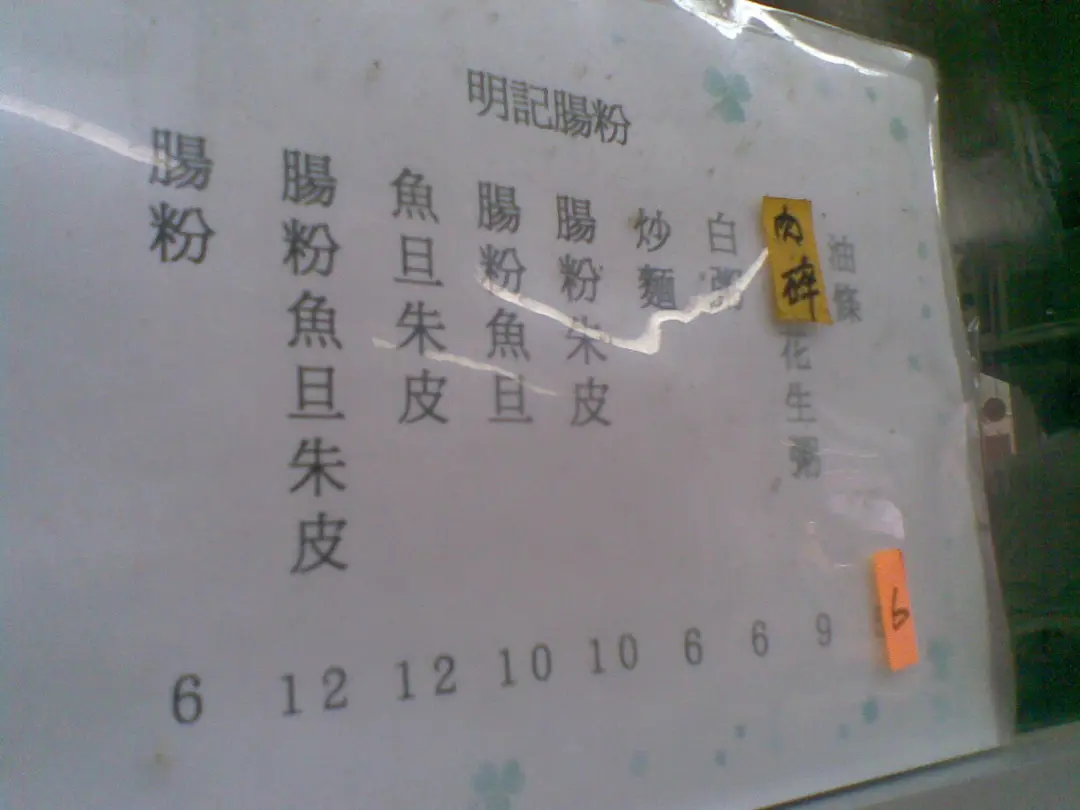 明記腸粉
油條
肉碎
花生粥
白粥
炒麵
腸粉朱皮
腸粉魚旦
魚旦朱皮
腸粉魚旦朱皮
腸粉
6 12 12 10 10 6 6 9 6